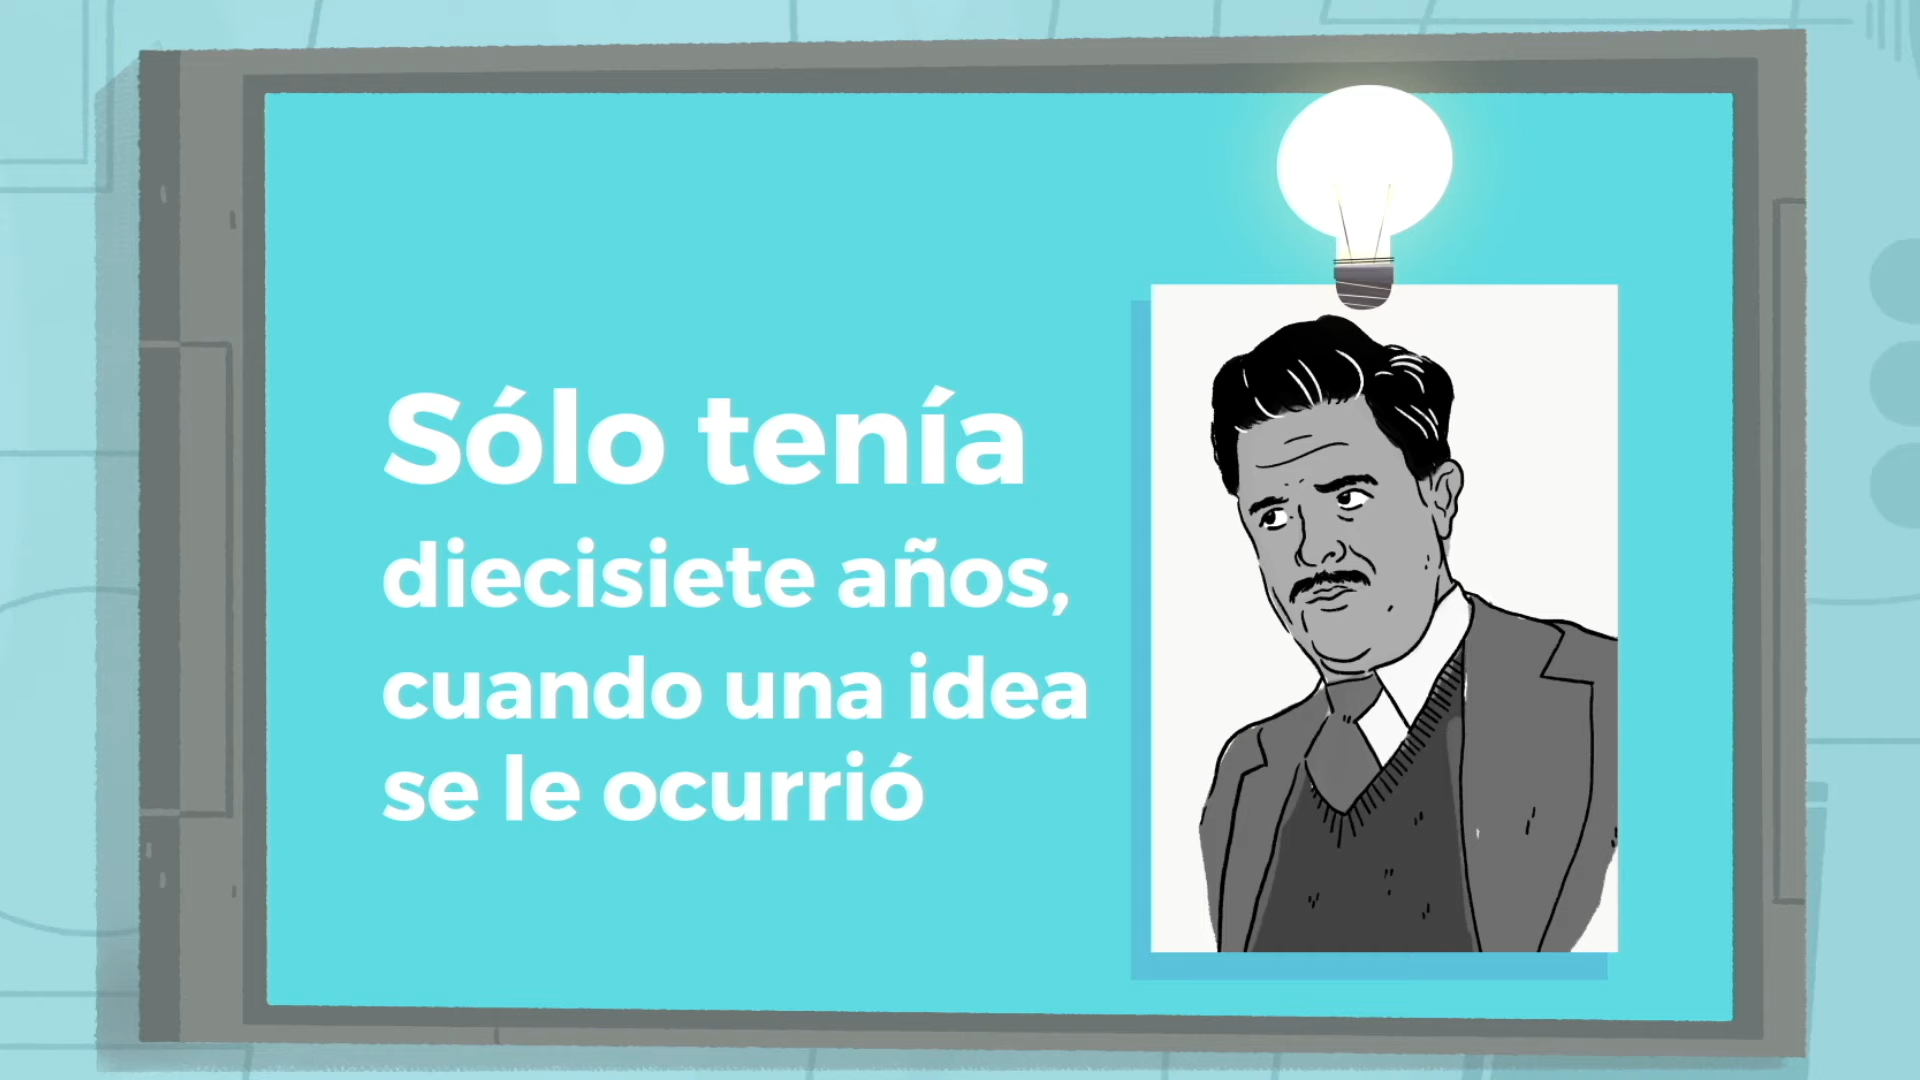 Sólo tenía
diecisiete años,
cuando una idea
se le ocurrió